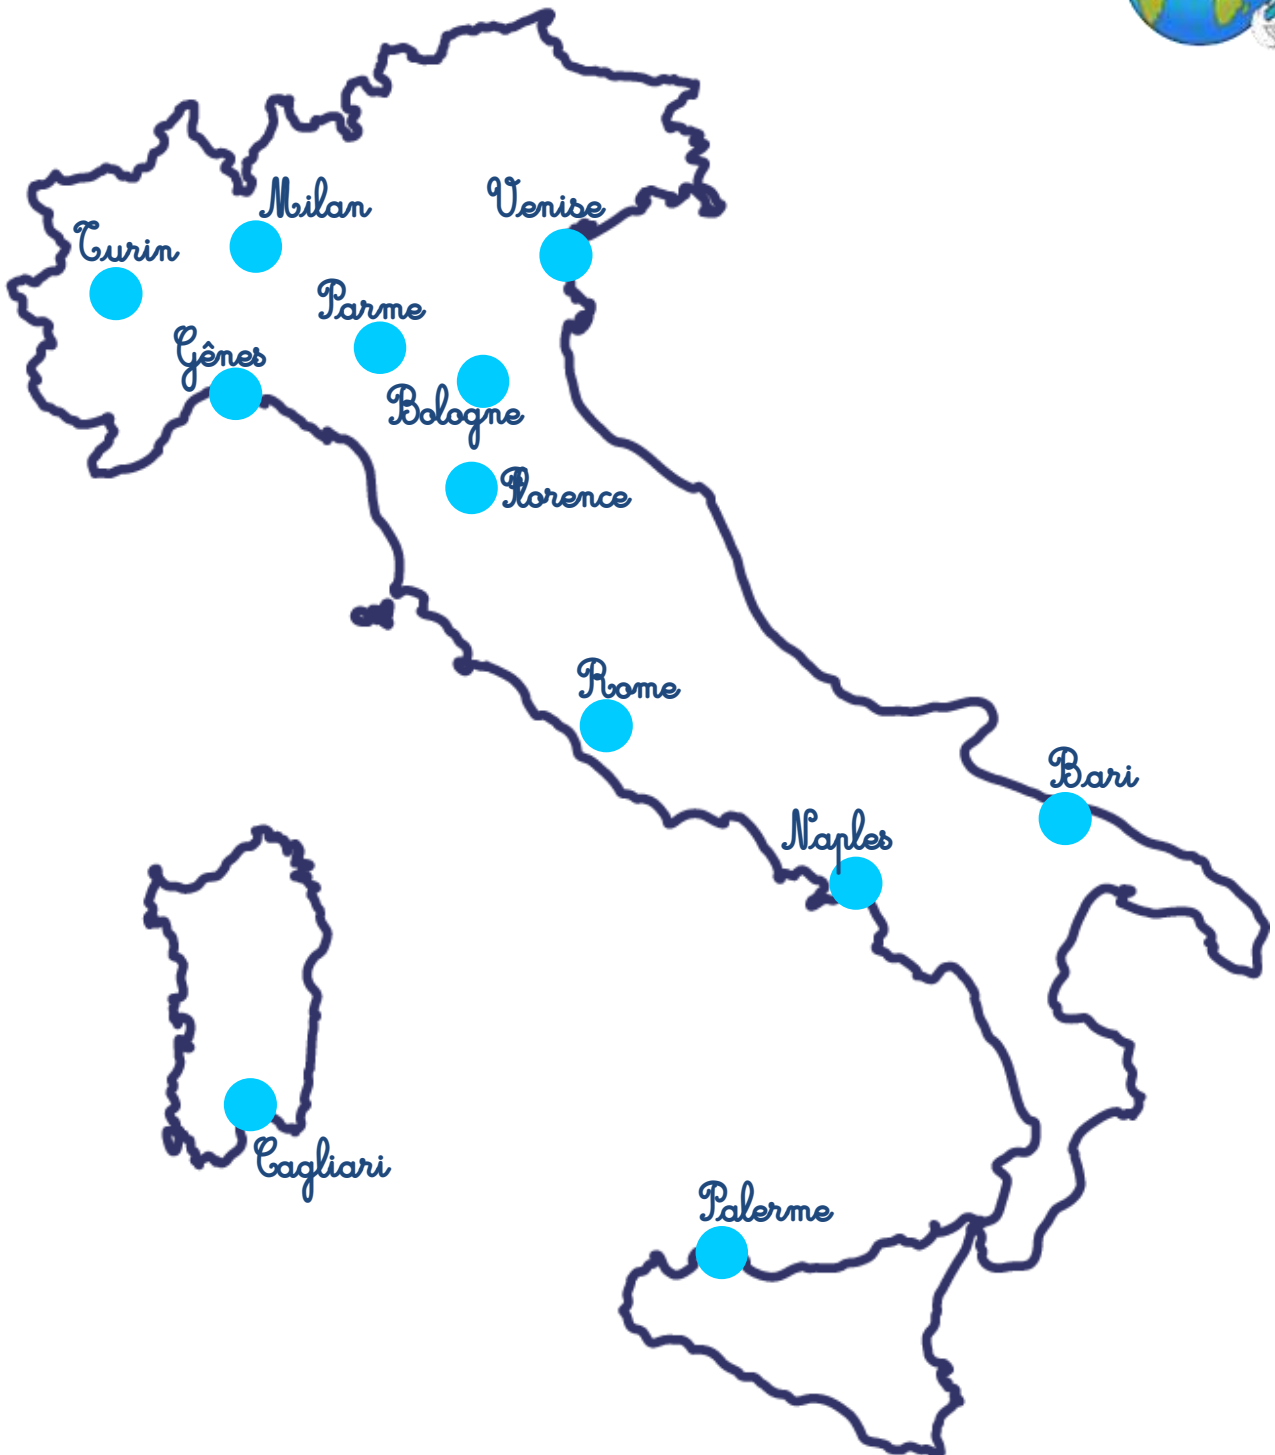 Milan
Venise
Turin
Parme
Gênes
Bologne
Florence
Rome
Bari
Naples
Cagliari
Palerme